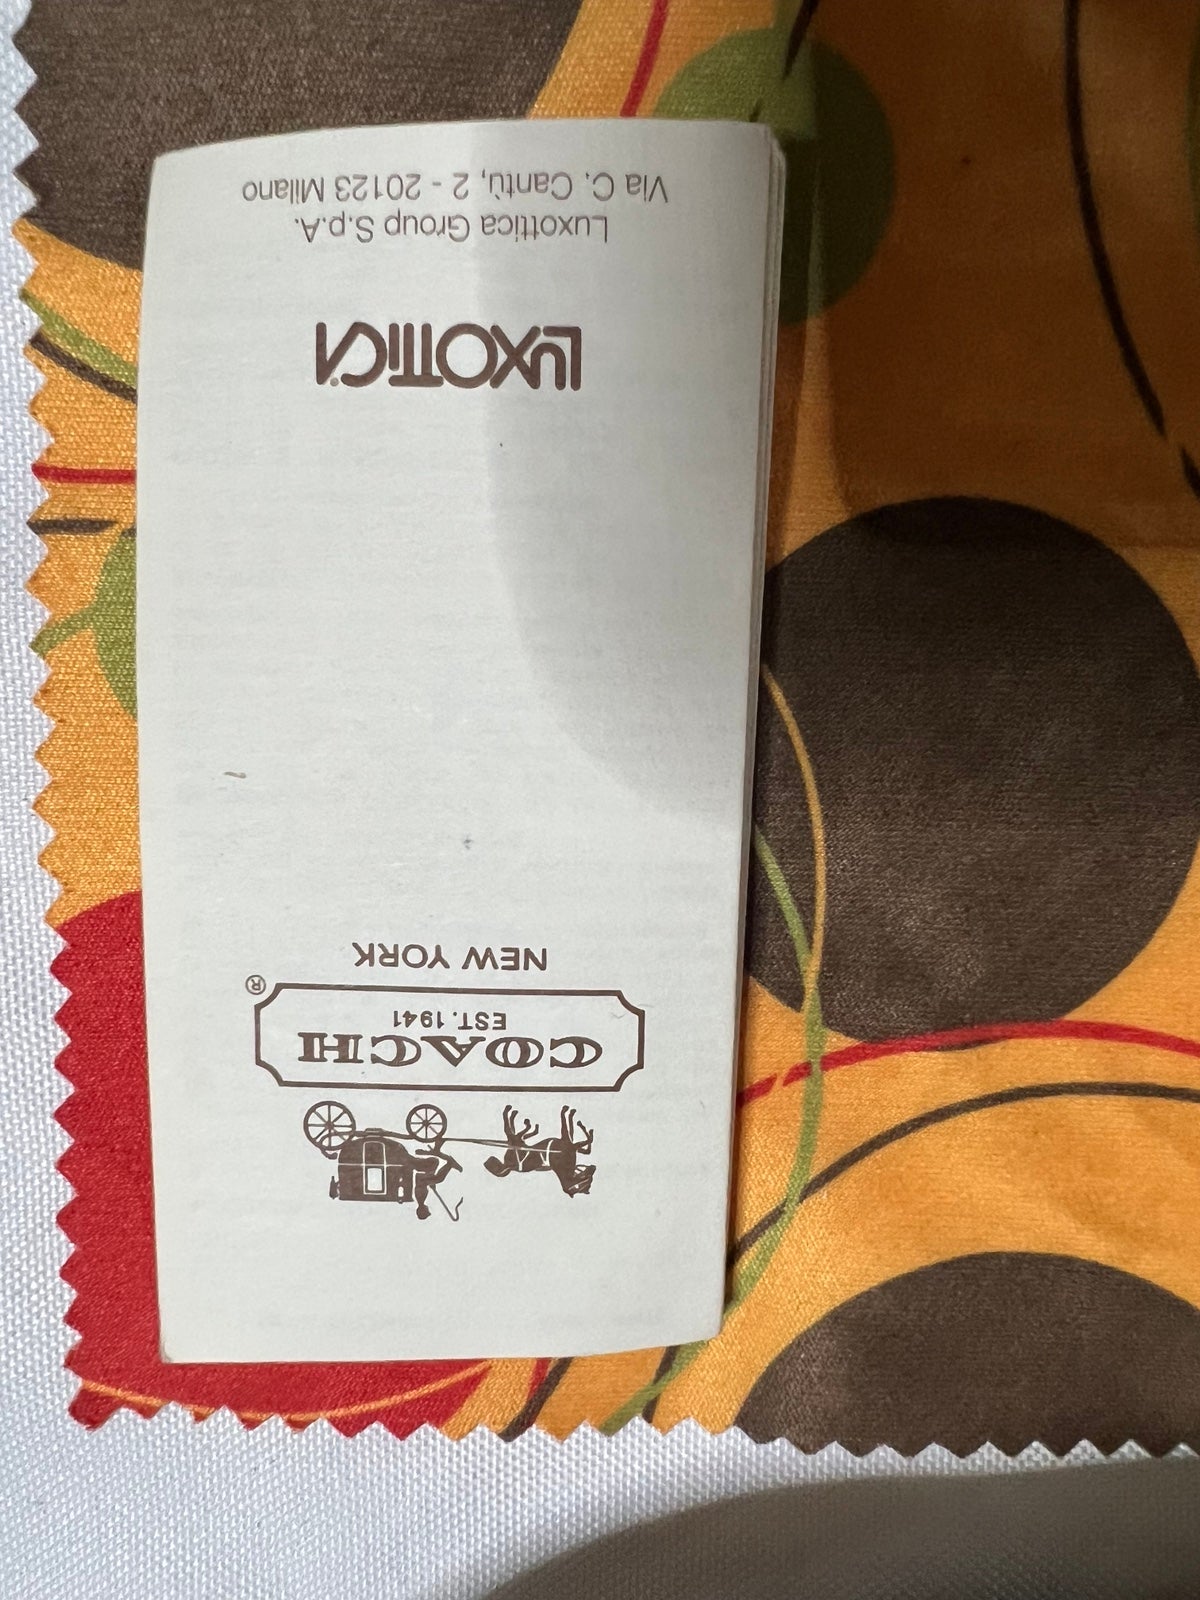 COACH
EST. 1941
®
NEW YORK
LUXOTTICA
Luxottica Group S.p.A.
Via C. Cantù, 2 - 20123 Milano